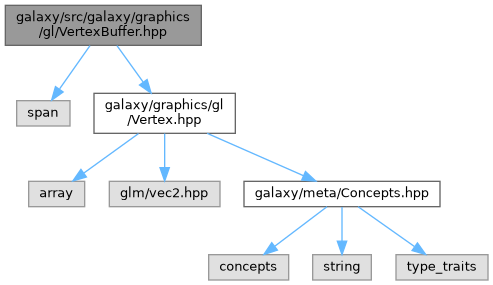 galaxy/src/galaxy/graphics
/gl/VertexBuffer.hpp
span
galaxy/graphics/gl
/Vertex.hpp
array
glm/vec2.hpp
galaxy/meta/Concepts.hpp
concepts
string
type_traits